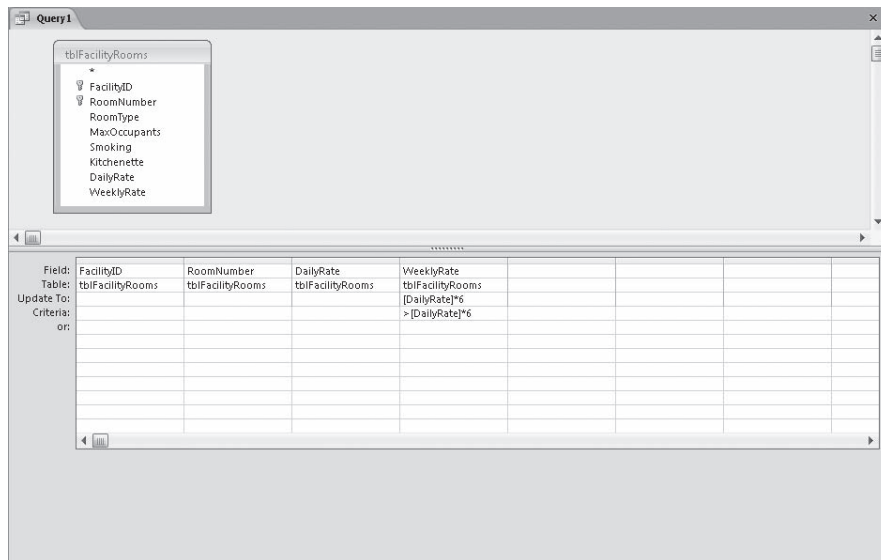 Query1
tblFacilityRooms
*
FacilityID
RoomNumber
RoomType
MaxOccupants
Smoking
Kitchenette
DailyRate
WeeklyRate
Field: FacilityID RoomNumber DailyRate WeeklyRate
Table: tblFacilityRooms tblFacilityRooms tblFacilityRooms tblFacilityRooms
Update To: [DailyRate]*6
Criteria: >[DailyRate]*6
or: